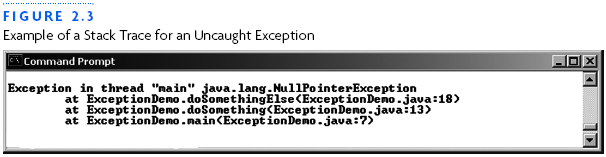 FIGURE 2.3
Example of a Stack Trace for an Uncaught Exception
Command Prompt
Exception in thread "main" java.lang.NullPointerException
at ExceptionDemo.doSomethingElse(ExceptionDemo.java:18)
at ExceptionDemo.doSomething(ExceptionDemo.java:13)
at ExceptionDemo.main(ExceptionDemo.java:7)